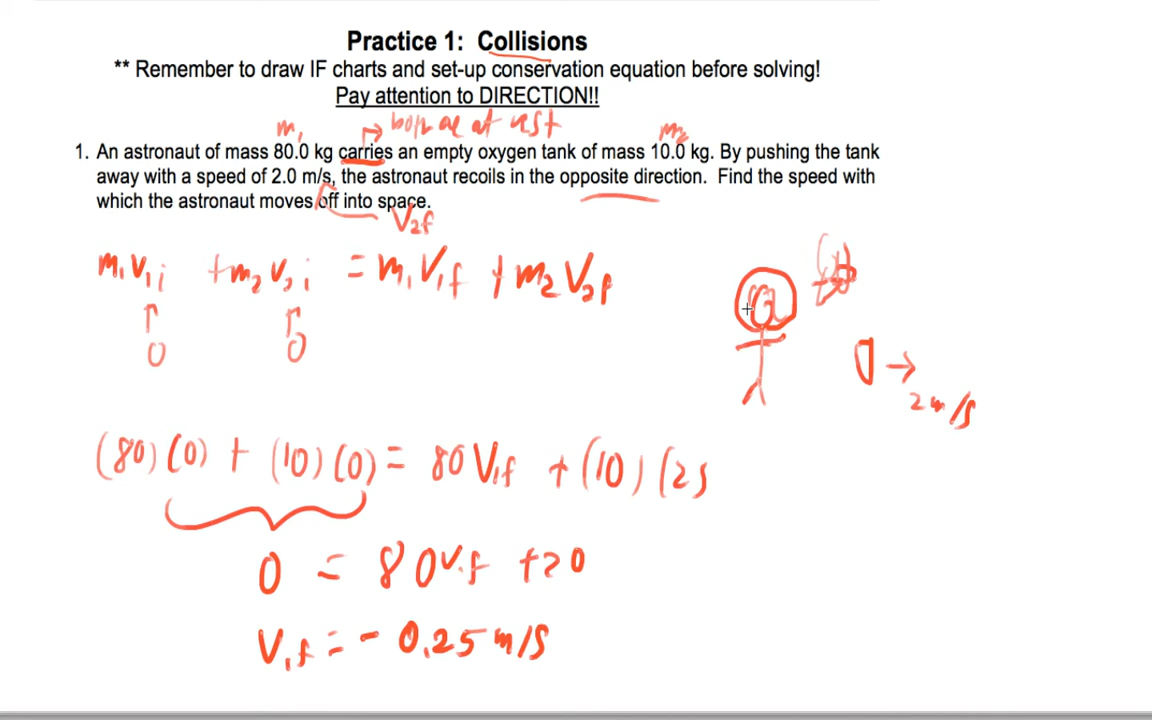 Practice 1: Collisions
** Remember to draw IF charts and set-up conservation equation before solving!
Pay attention to DIRECTION!!
m₁ at rest m₂
1. An astronaut of mass 80.0 kg carries an empty oxygen tank of mass 10.0 kg. By pushing the tank
away with a speed of 2.0 m/s, the astronaut recoils in the opposite direction. Find the speed with
which the astronaut moves off into space.
V₂f
m₁V₁i + m₂V₂i = m₁V₁f + m₂V₂f
0 0
2 m/s
(80)(0) + (10)(0) = 80V₁f + (10)(2)
0 = 80V₁f + 20
V₁f = - 0.25 m/s